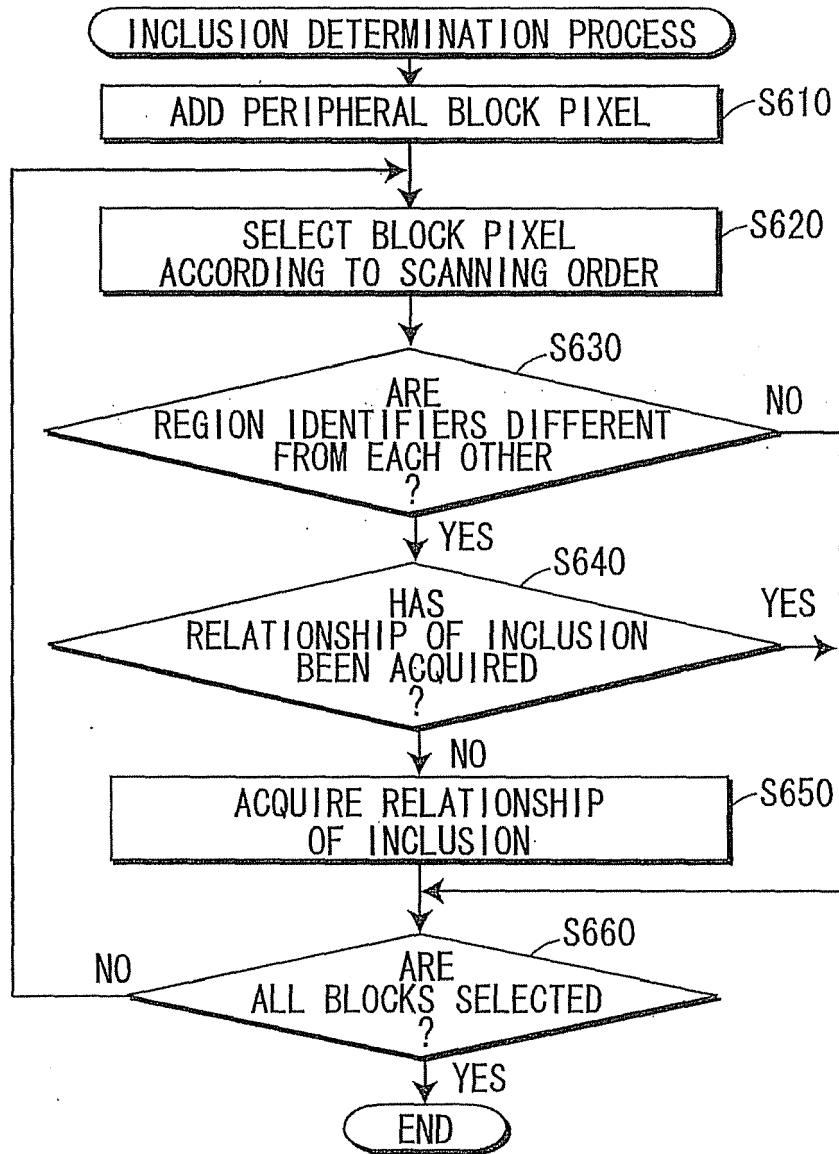 INCLUSION DETERMINATION PROCESS
ADD PERIPHERAL BLOCK PIXEL
S610
SELECT BLOCK PIXEL
ACCORDING TO SCANNING ORDER
S620
S630
ARE
REGION IDENTIFIERS DIFFERENT
FROM EACH OTHER
?
NO
YES
S640
HAS
RELATIONSHIP OF INCLUSION
BEEN ACQUIRED
?
YES
NO
ACQUIRE RELATIONSHIP
OF INCLUSION
S650
S660
NO
ARE
ALL BLOCKS SELECTED
?
YES
END